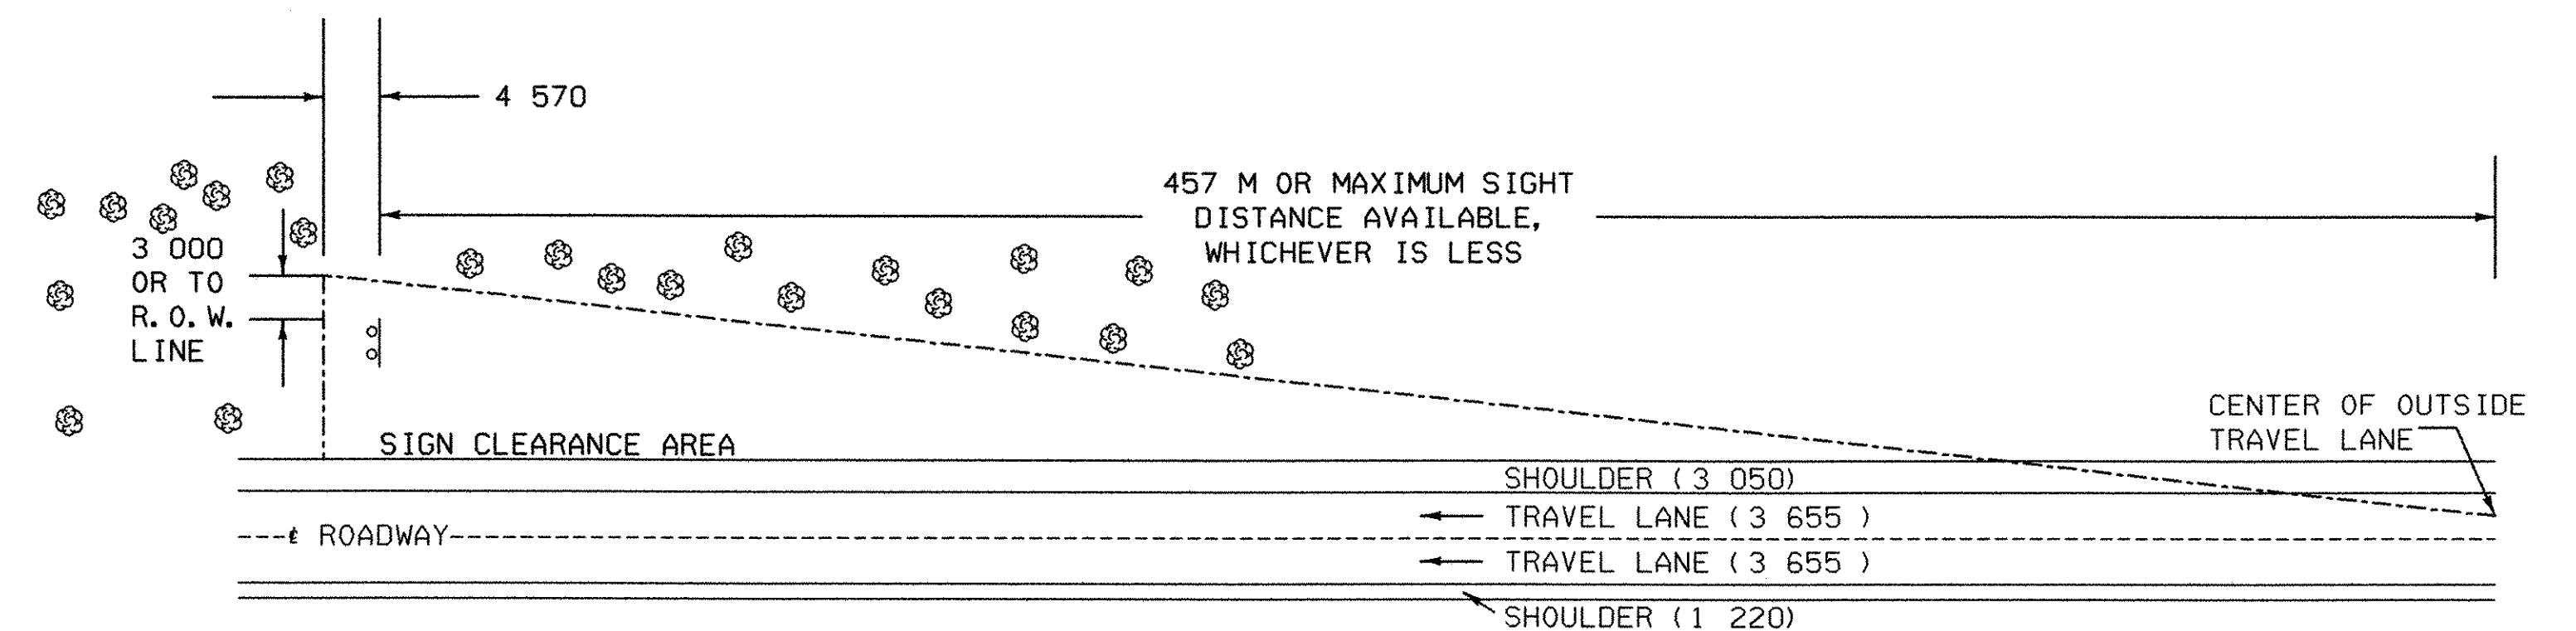 4 570
457 M OR MAXIMUM SIGHT
DISTANCE AVAILABLE,
WHICHEVER IS LESS
3 000
OR TO
R.O.W.
LINE
CENTER OF OUTSIDE
TRAVEL LANE
SIGN CLEARANCE AREA
SHOULDER (3 050)
TRAVEL LANE (3 655 )
℄ ROADWAY
TRAVEL LANE (3 655 )
SHOULDER (1 220)